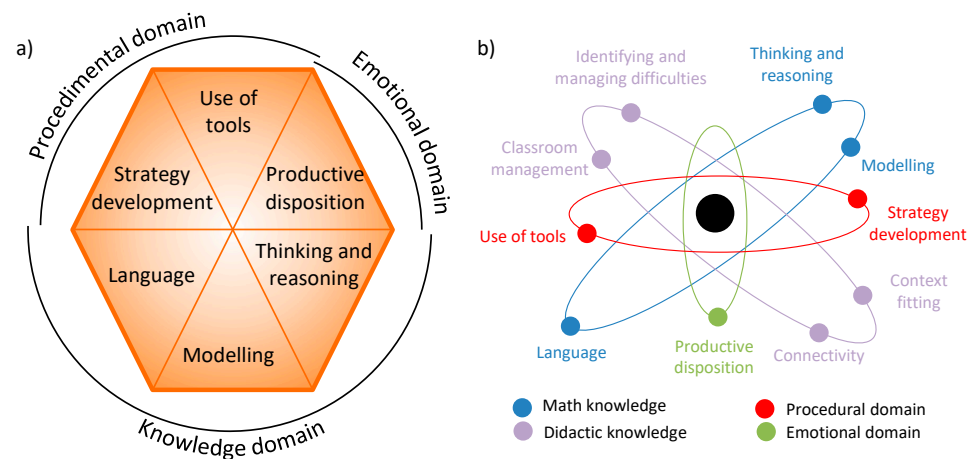 a)
Procedimental domain
Emotional domain
Use of
tools
Strategy
development
Productive
disposition
Language
Thinking and
reasoning
Modelling
Knowledge domain
b)
Identifying and
managing difficulties
Thinking and
reasoning
Classroom
management
Modelling
Use of tools
Strategy
development
Context
fitting
Language
Productive
disposition
Connectivity
Math knowledge
Procedural domain
Didactic knowledge
Emotional domain